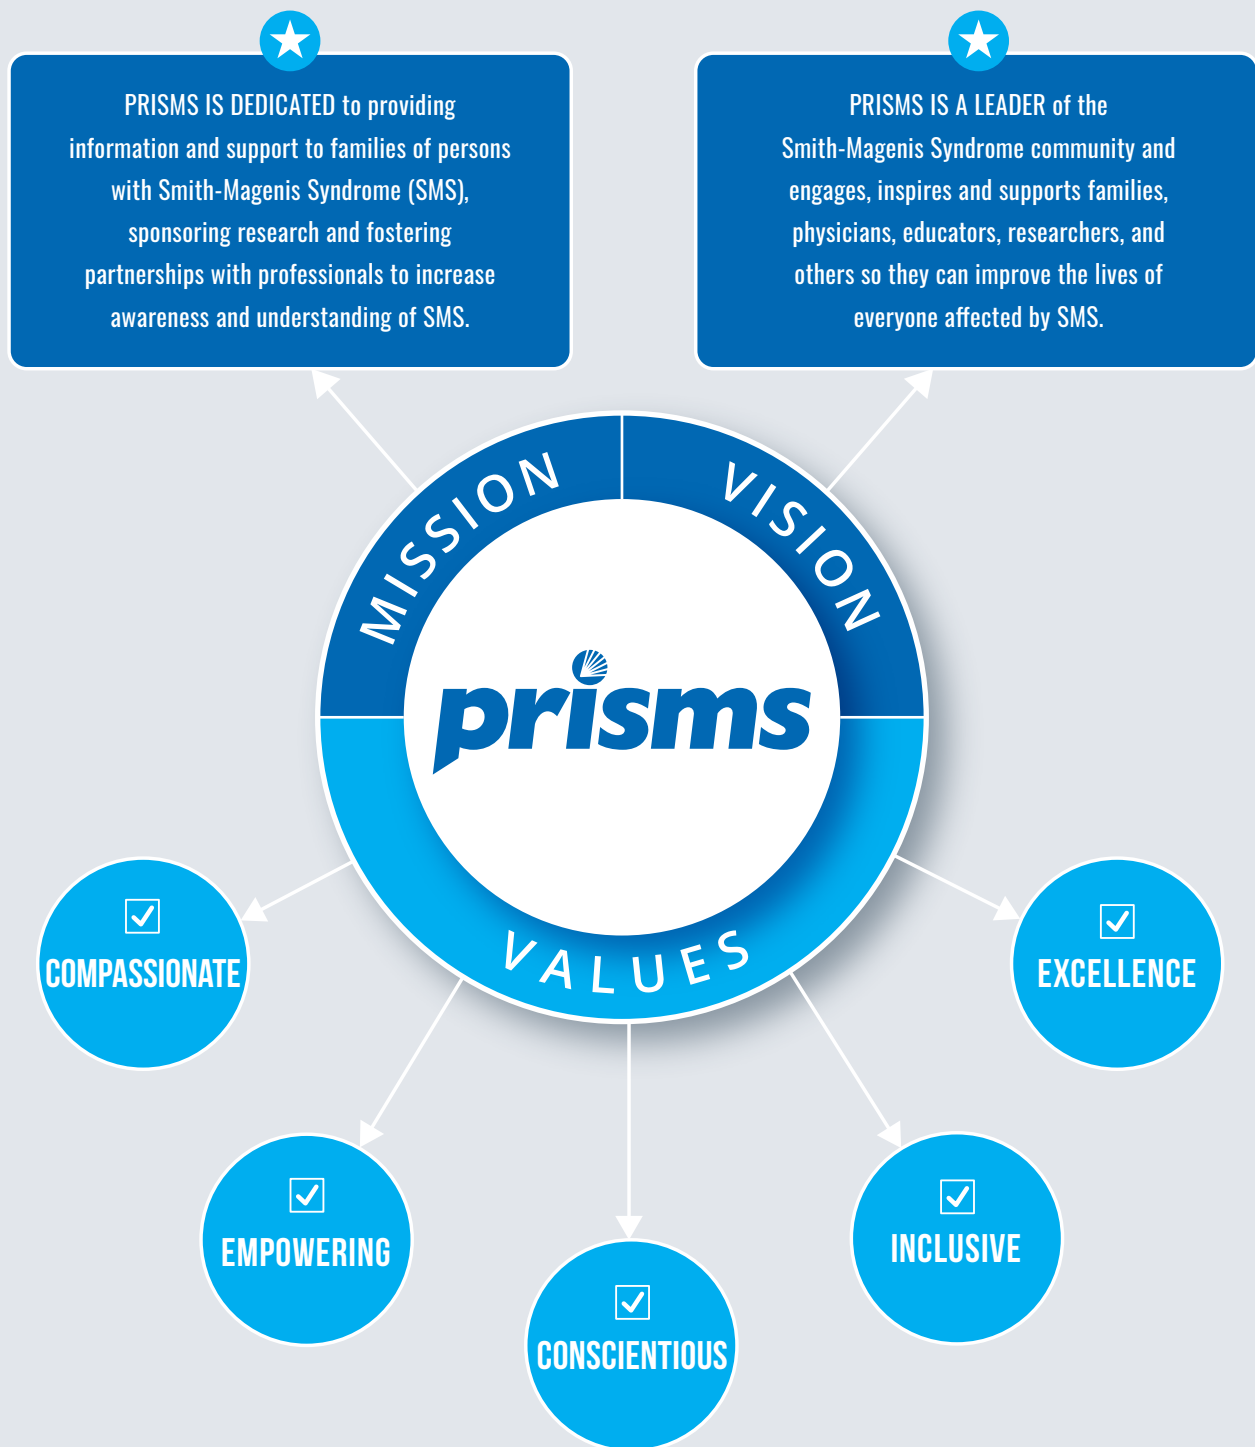 PRISMS IS DEDICATED to providing
information and support to families of persons
with Smith-Magenis Syndrome (SMS),
sponsoring research and fostering
partnerships with professionals to increase
awareness and understanding of SMS.
PRISMS IS A LEADER of the
Smith-Magenis Syndrome community and
engages, inspires and supports families,
physicians, educators, researchers, and
others so they can improve the lives of
everyone affected by SMS.
MISSION
VISION
prisms
VALUES
COMPASSIONATE
EMPOWERING
CONSCIENTIOUS
INCLUSIVE
EXCELLENCE